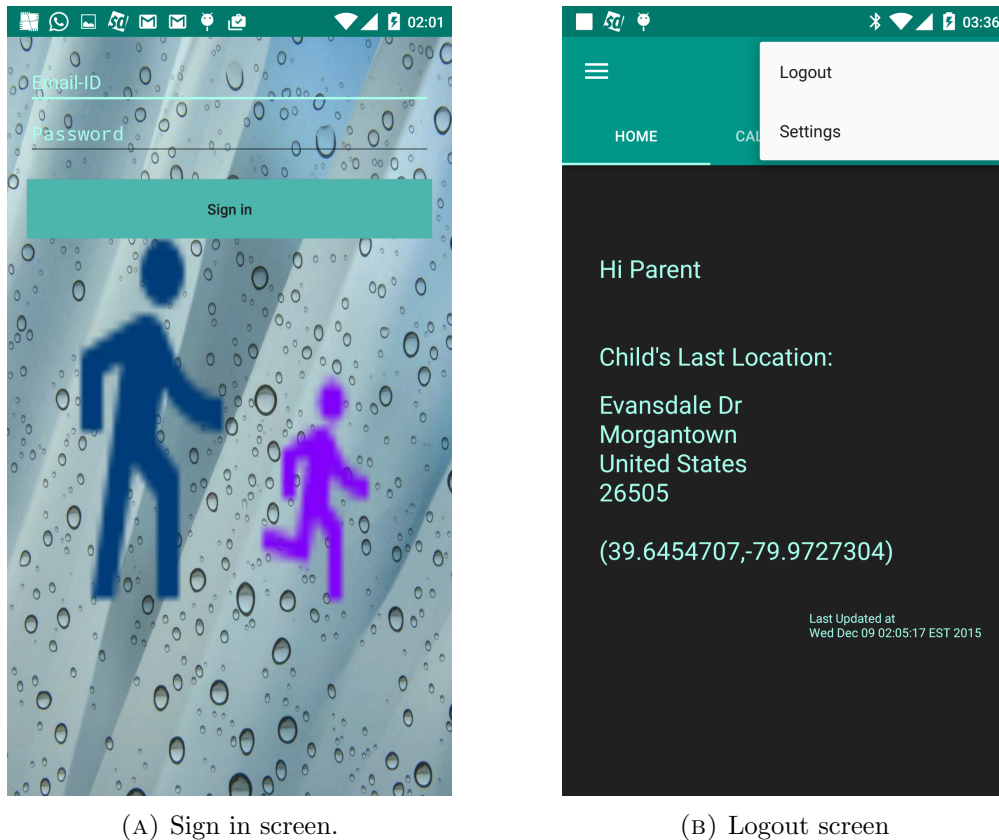 02:01
Email-ID
Password
Sign in
(A) Sign in screen.
03:36
Logout
Settings
HOME
CAL
Hi Parent
Child's Last Location:
Evansdale Dr
Morgantown
United States
26505
(39.6454707,-79.9727304)
Last Updated at
Wed Dec 09 02:05:17 EST 2015
(B) Logout screen